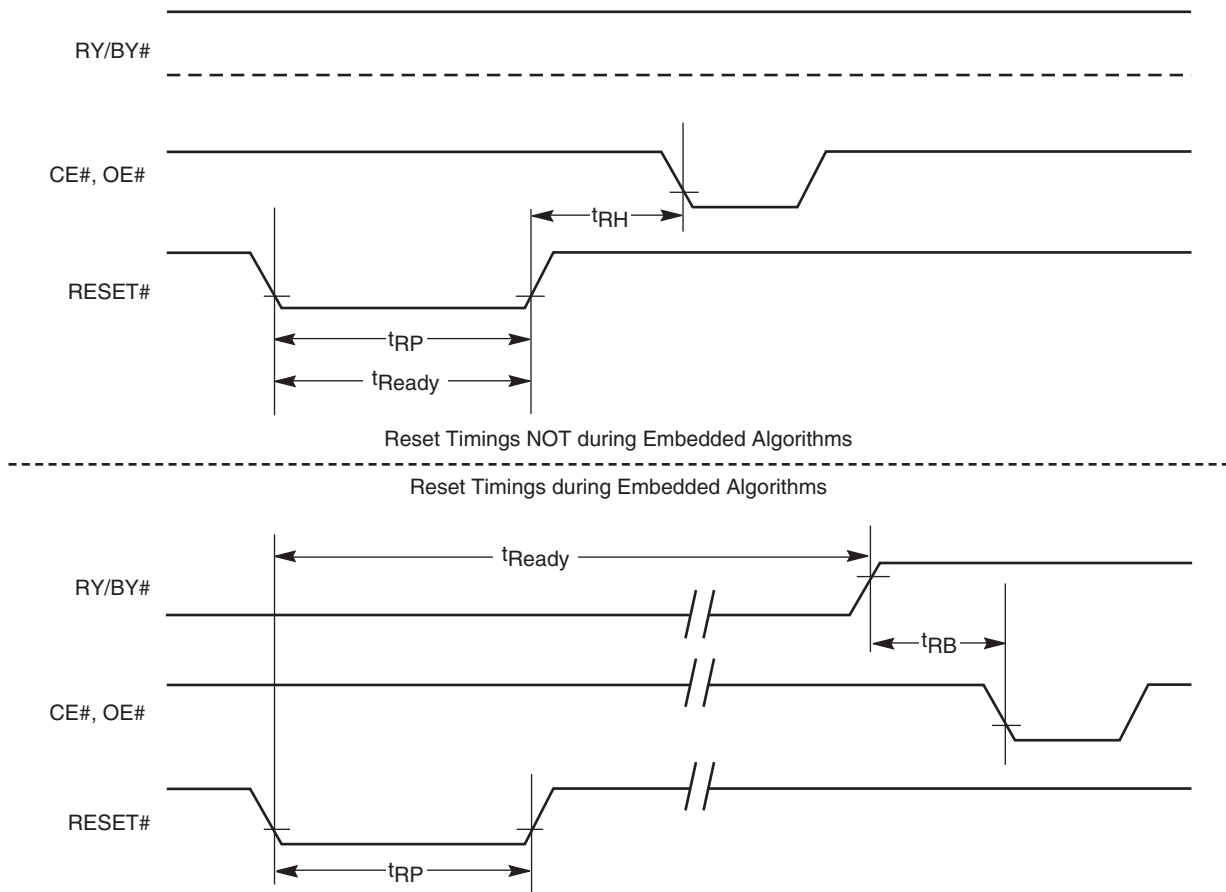 RY/BY#
CE#, OE#
tRH
RESET#
tRP
tReady
Reset Timings NOT during Embedded Algorithms
Reset Timings during Embedded Algorithms
tReady
RY/BY#
tRB
CE#, OE#
RESET#
tRP